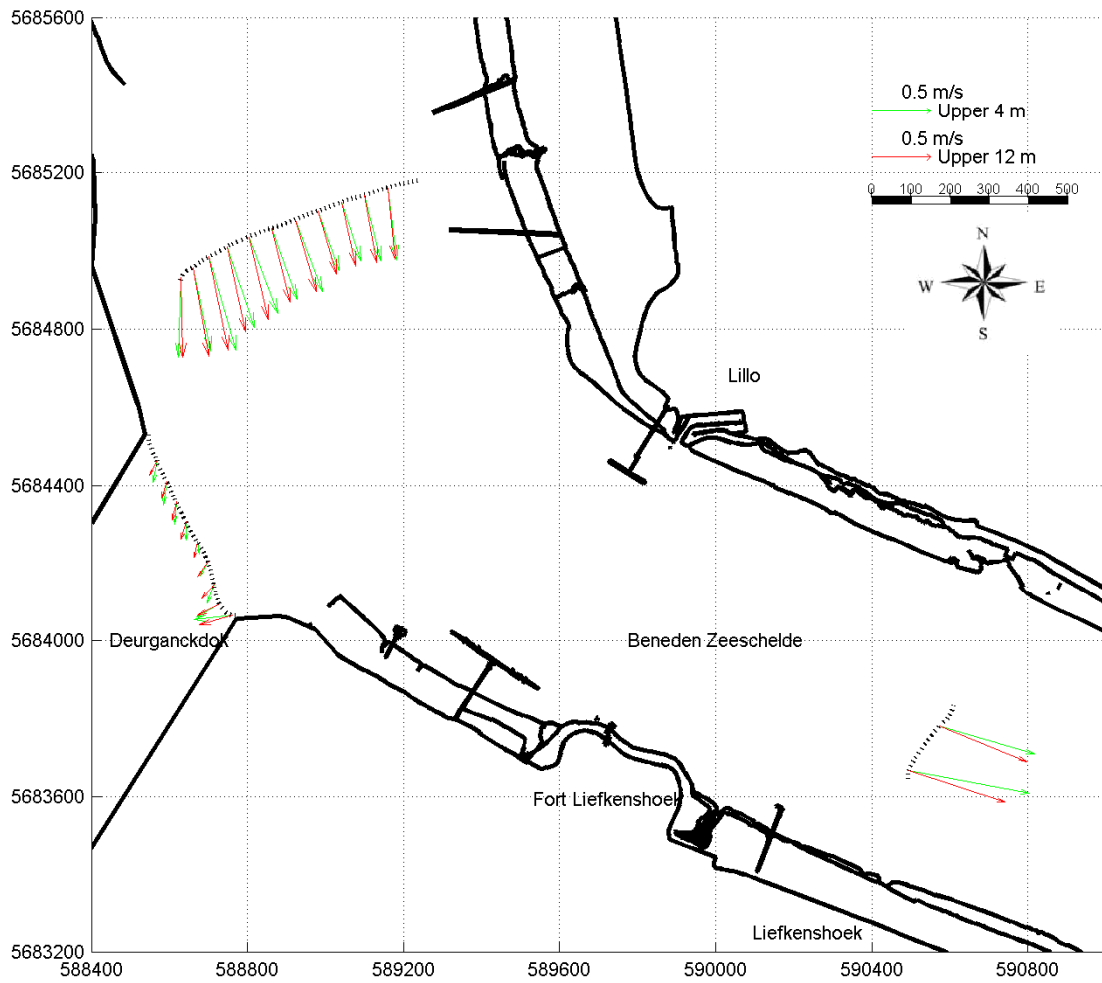 5685600
5685200
5684800
5684400
5684000
5683600
5683200
588400 588800 589200 589600 590000 590400 590800
0.5 m/s
Upper 4 m
0.5 m/s
Upper 12 m
0 100 200 300 400 500
N
W E
S
Lillo
Deurganckdok
Beneden Zeeschelde
Fort Liefkenshoek
Liefkenshoek